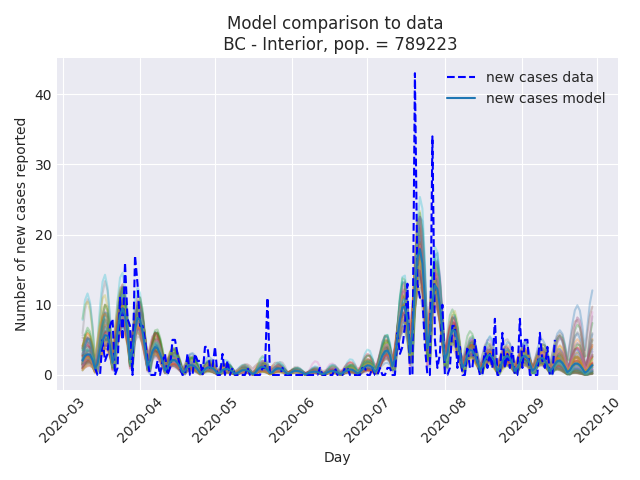 Model comparison to data
BC - Interior, pop. = 789223
new cases data
new cases model
Number of new cases reported
40
30
20
10
0
2020-03
2020-04
2020-05
2020-06
2020-07
2020-08
2020-09
2020-10
Day